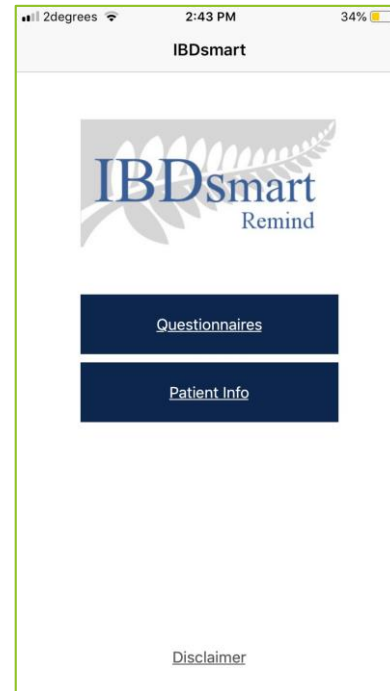 2degrees 2:43 PM 34%
IBDsmart
IBDsmart
Remind
Questionnaires
Patient Info
Disclaimer